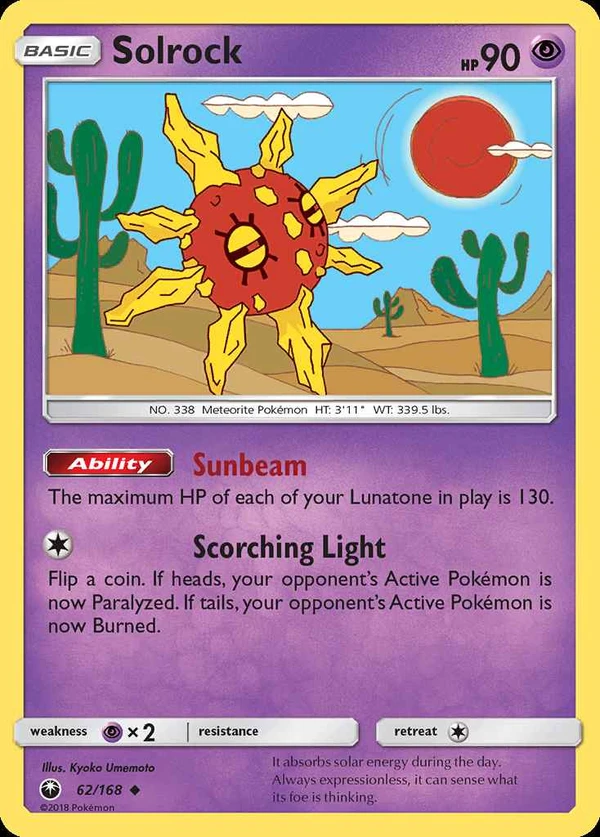 BASIC Solrock HP 90
NO. 338 Meteorite Pokémon HT: 3'11" WT: 339.5 lbs.
Ability Sunbeam
The maximum HP of each of your Lunatone in play is 130.
Scorching Light
Flip a coin. If heads, your opponent's Active Pokémon is
now Paralyzed. If tails, your opponent's Active Pokémon is
now Burned.
weakness ×2 resistance retreat
Illus. Kyoko Umemoto
62/168
©2018 Pokémon
It absorbs solar energy during the day.
Always expressionless, it can sense what
its foe is thinking.